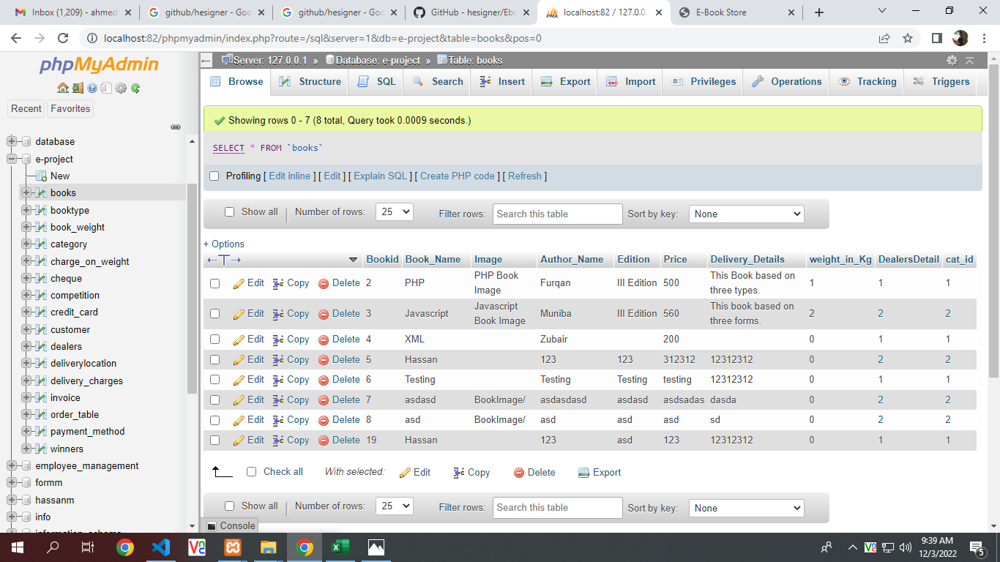 Inbox (1,209) - ahmed
github/hesigner - Goo
github/hesigner - Goo
GitHub - hesigner/Ebo
localhost:82 / 127.0.0.
E-Book Store
localhost:82/phpmyadmin/index.php?route=/sql&server=1&db=e-project&table=books&pos=0
phpMyAdmin
Recent Favorites
database
e-project
New
books
booktype
book_weight
category
charge_on_weight
cheque
competition
credit_card
customer
dealers
deliverylocation
delivery_charges
invoice
order_table
payment_method
winners
employee_management
formm
hassanm
info
information_schema
Server: 127.0.0.1 » Database: e-project » Table: books
Browse Structure SQL Search Insert Export Import Privileges Operations Tracking Triggers
Showing rows 0 - 7 (8 total, Query took 0.0009 seconds.)
SELECT * FROM `books`
Profiling [ Edit inline ] [ Edit ] [ Explain SQL ] [ Create PHP code ] [ Refresh ]
Show all Number of rows: 25 Filter rows: Search this table Sort by key: None
+ Options
←T→ Bookid Book_Name Image Author_Name Edition Price Delivery_Details weight_in_Kg DealersDetail cat_id
Edit Copy Delete 2 PHP PHP Book Image Furqan III Edition 500 This Book based on three types. 1 1 1
Edit Copy Delete 3 Javascript Javascript Book Image Muniba III Edition 560 This book based on three forms. 2 2 2
Edit Copy Delete 4 XML Zubair 200 0 1 1
Edit Copy Delete 5 Hassan 123 123 312312 12312312 0 2 2
Edit Copy Delete 6 Testing Testing Testing testing 12312312 0 1 1
Edit Copy Delete 7 asdasd BookImage/ asdasdasd asdasd asdsadas dasda 0 2 2
Edit Copy Delete 8 asd BookImage/ asd asd asd sd 0 2 2
Edit Copy Delete 19 Hassan 123 asd 123 12312312 0 1 1
Check all With selected: Edit Copy Delete Export
Show all Number of rows: 25 Filter rows: Search this table Sort by key: None
Console
9:39 AM
12/3/2022
5